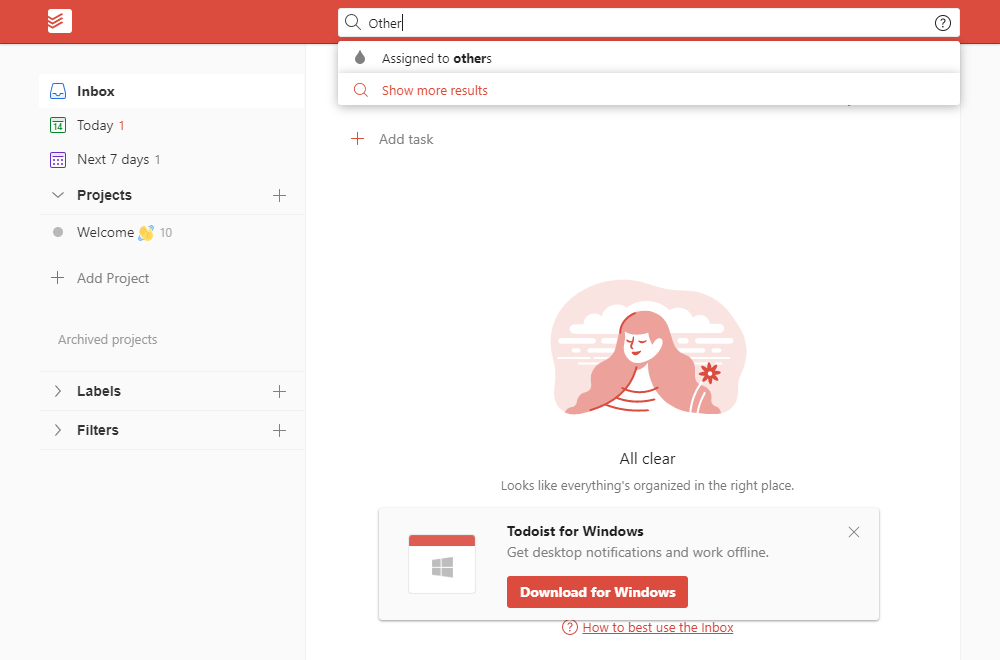 Other
?
Assigned to others
Show more results
Inbox
14 Today 1
Next 7 days 1
Projects
Welcome 👋 10
Add Project
Archived projects
Labels
Filters
Add task
All clear
Looks like everything's organized in the right place.
Todoist for Windows
Get desktop notifications and work offline.
Download for Windows
? How to best use the Inbox